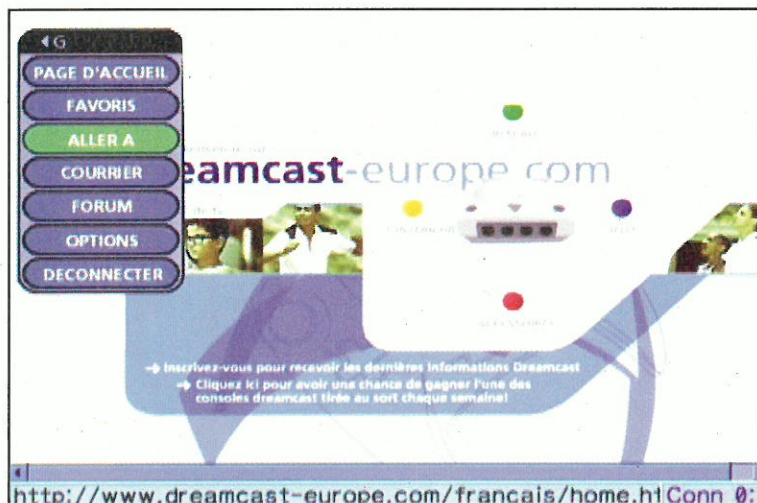 G
PAGE D'ACCUEIL
FAVORIS
ALLER A
COURRIER
FORUM
OPTIONS
DECONNECTER
eamcast-europe.com
➔ Inscrivez-vous pour recevoir les dernières informations Dreamcast
➔ Cliquez ici pour avoir une chance de gagner l'une des
consoles dreamcast tirée au sort chaque semaine!
http://www.dreamcast-europe.com/francais/home.ht
Conn 0: